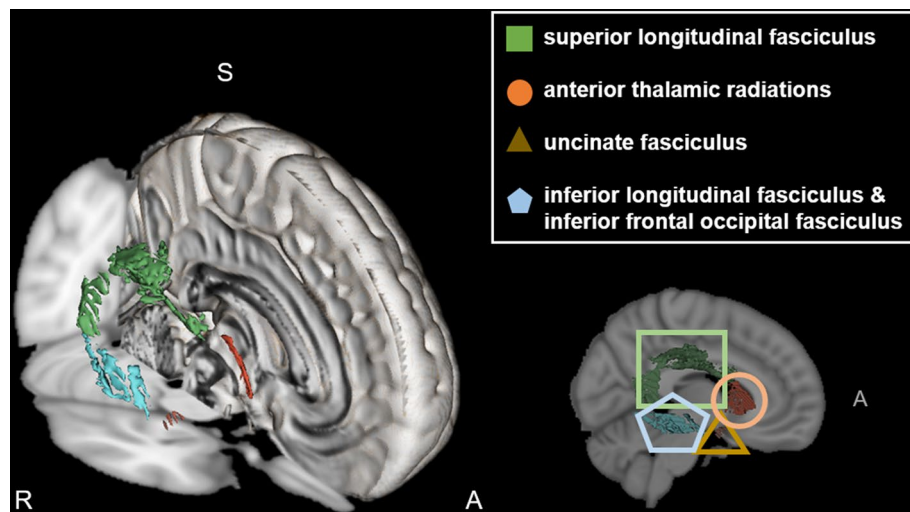 S
superior longitudinal fasciculus
anterior thalamic radiations
uncinate fasciculus
inferior longitudinal fasciculus &
inferior frontal occipital fasciculus
A
R
A